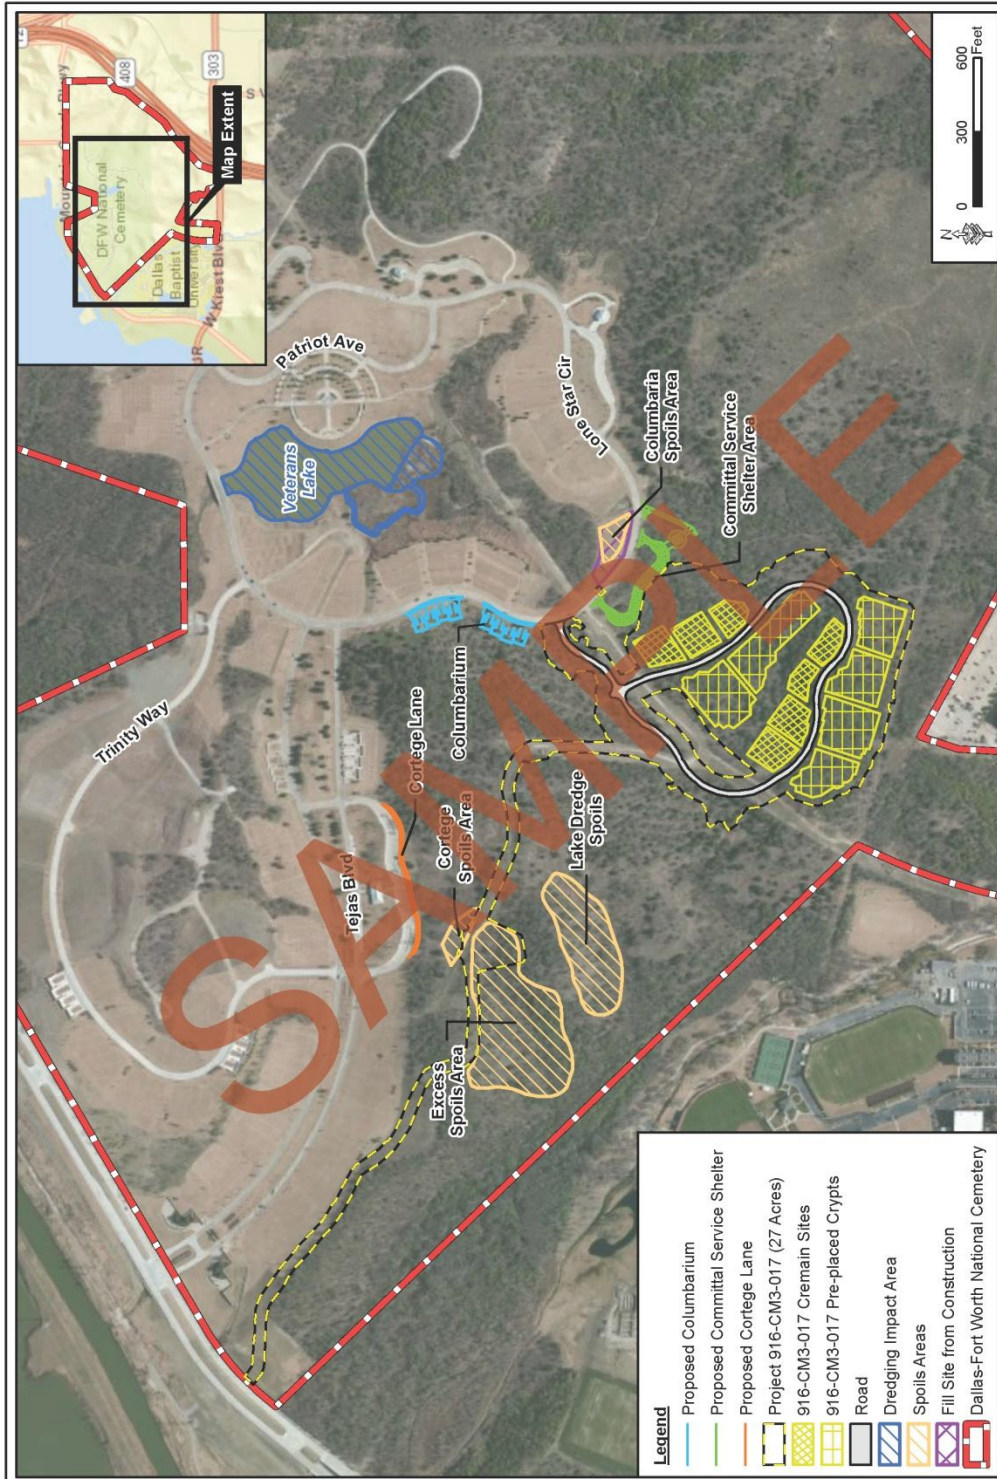 Legend
Proposed Columbarium
Proposed Committal Service Shelter
Proposed Cortege Lane
Project 916-CM3-017 (27 Acres)
916-CM3-017 Cremain Sites
916-CM3-017 Pre-placed Crypts
Road
Dredging Impact Area
Spoils Areas
Fill Site from Construction
Dallas-Fort Worth National Cemetery
Trinity Way
Tejas Blvd
Patriot Ave
Veterans
Lake
Lone Star Cir
Cortege Lane
Columbarium
Cortege
Spoils Area
Excess
Spoils Area
Lake Dredge
Spoils
Columbaria
Spoils Area
Committal Service
Shelter Area
SAMPLE
408
303
DFW National
Cemetery
Dallas
Baptist
University
W Kiest Blvd
Map Extent
N
0 300 600
Feet